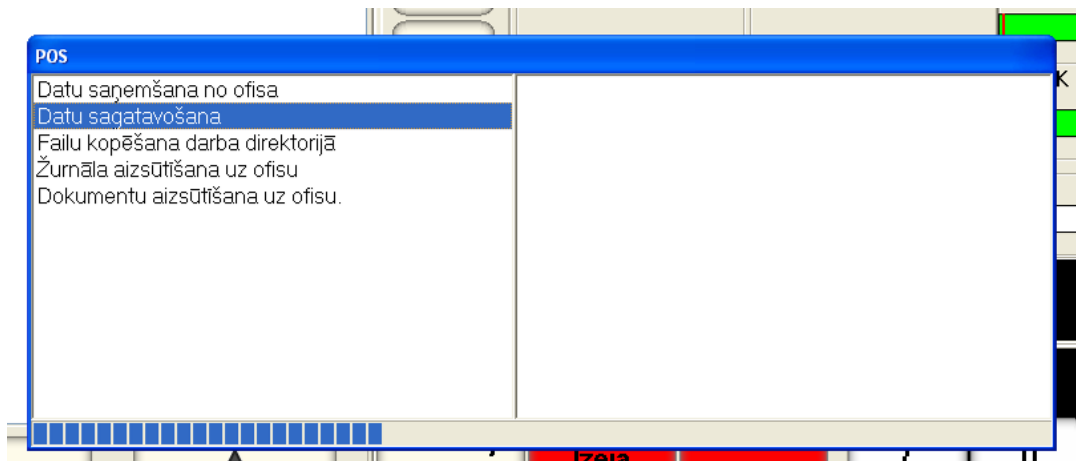 POS
Datu saņemšana no ofisa
Datu sagatavošana
Failu kopēšana darba direktorijā
Žurnāla aizsūtīšana uz ofisu
Dokumentu aizsūtīšana uz ofisu.
K
Izeja